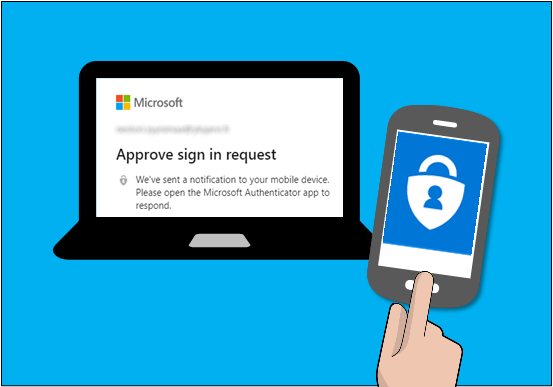 Microsoft
Approve sign in request
We've sent a notification to your mobile device.
Please open the Microsoft Authenticator app to
respond.